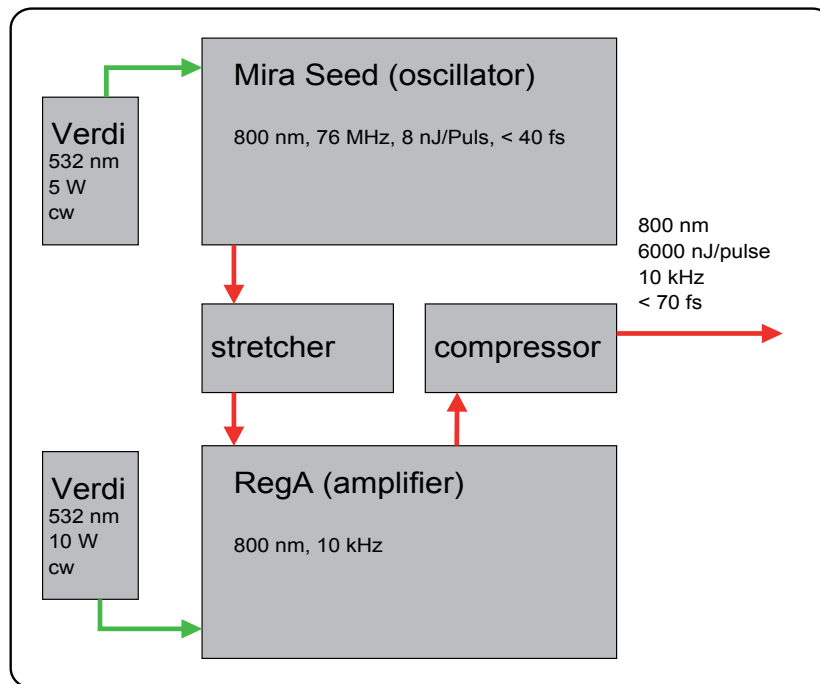 Mira Seed (oscillator)
800 nm, 76 MHz, 8 nJ/Puls, < 40 fs
Verdi
532 nm
5 W
cw
800 nm
6000 nJ/pulse
10 kHz
< 70 fs
stretcher
compressor
Verdi
532 nm
10 W
cw
RegA (amplifier)
800 nm, 10 kHz